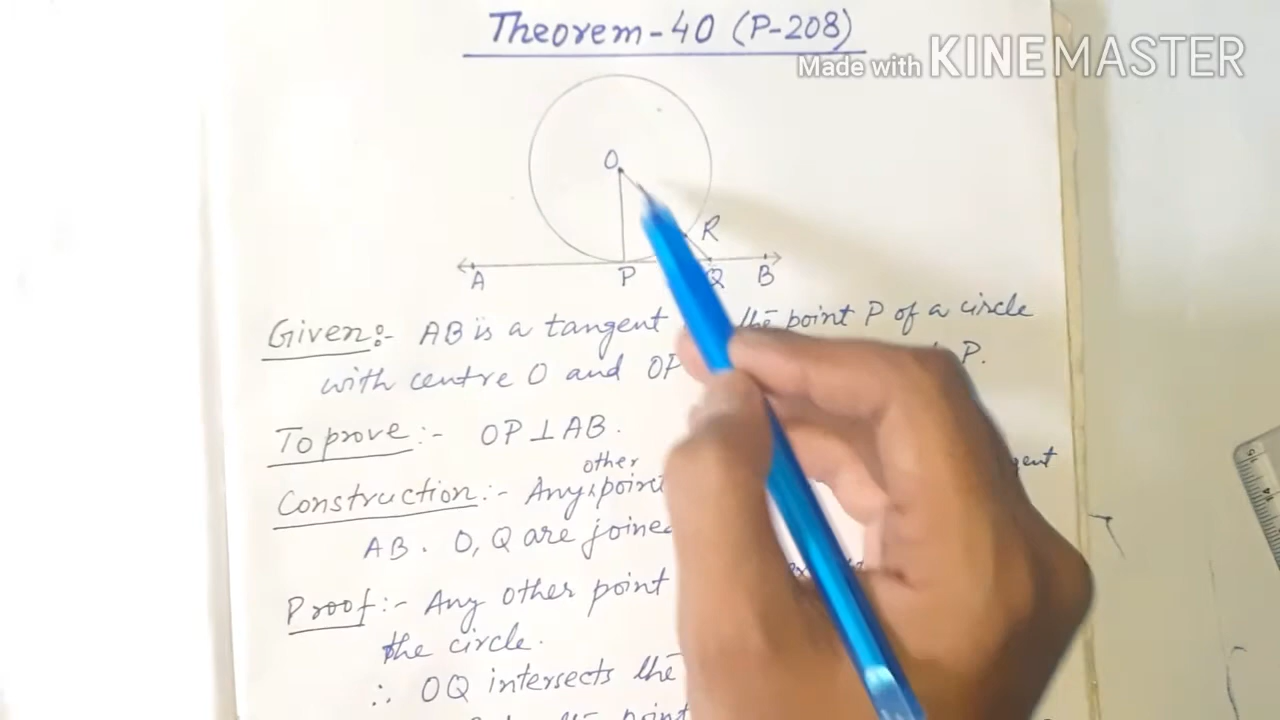 Theorem-40 (P-208)
Made with KINEMASTER
O
R
A P Q B
Given:- AB is a tangent the point P of a circle
with centre O and OP P.
To prove:- OP⊥AB.
other
Construction:- Any point
AB. O, Q are joined
Proof:- Any other point
the circle.
∴ OQ intersects the